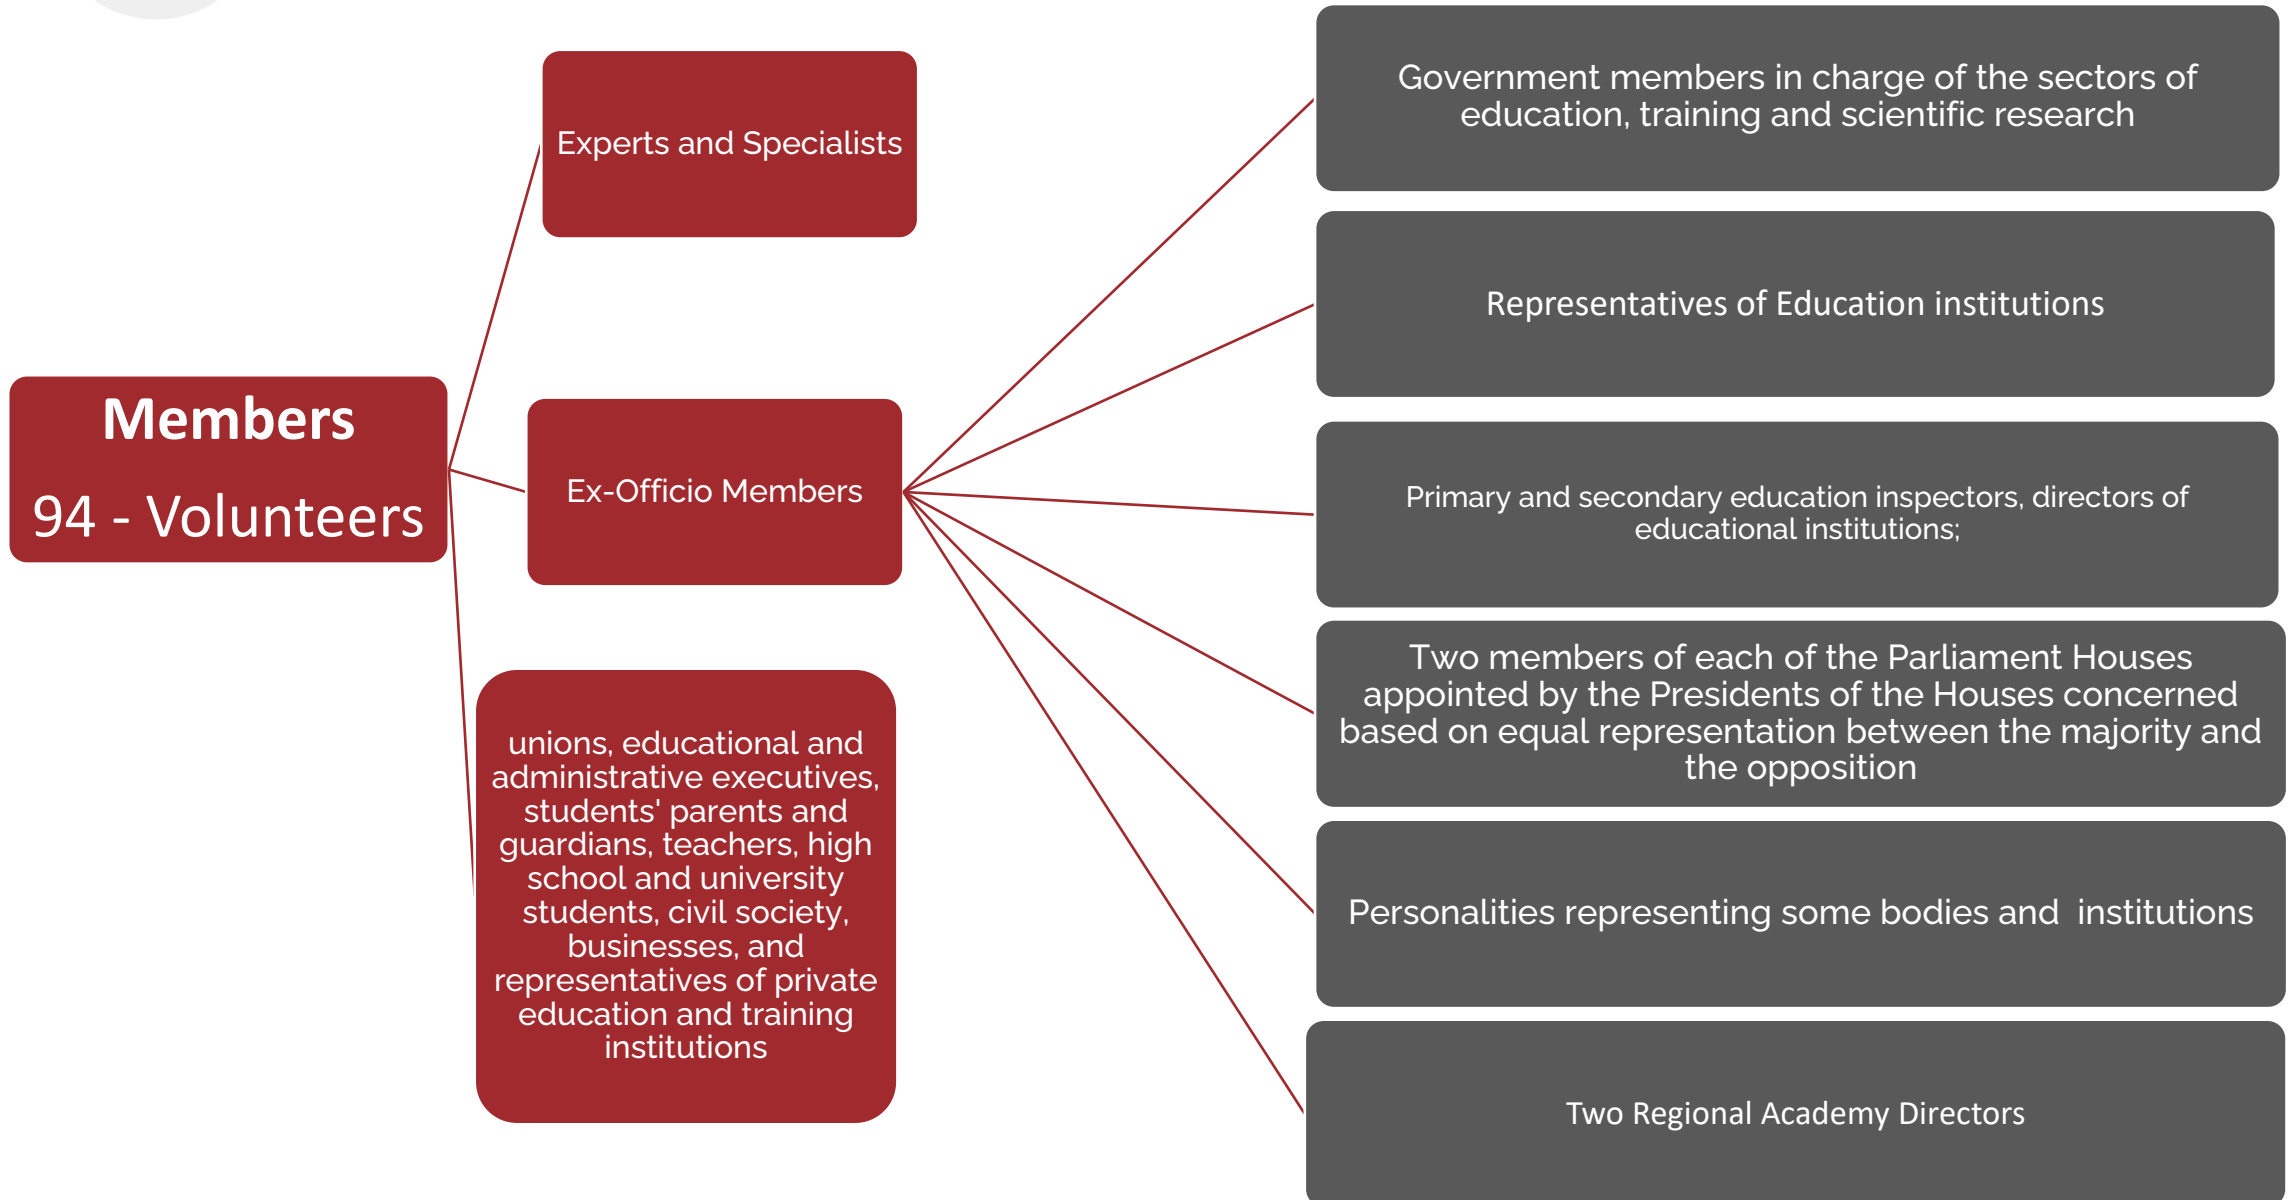 Members
94 - Volunteers
Experts and Specialists
Ex-Officio Members
unions, educational and
administrative executives,
students' parents and
guardians, teachers, high
school and university
students, civil society,
businesses, and
representatives of private
education and training
institutions
Government members in charge of the sectors of
education, training and scientific research
Representatives of Education institutions
Primary and secondary education inspectors, directors of
educational institutions;
Two members of each of the Parliament Houses
appointed by the Presidents of the Houses concerned
based on equal representation between the majority and
the opposition
Personalities representing some bodies and  institutions
Two Regional Academy Directors